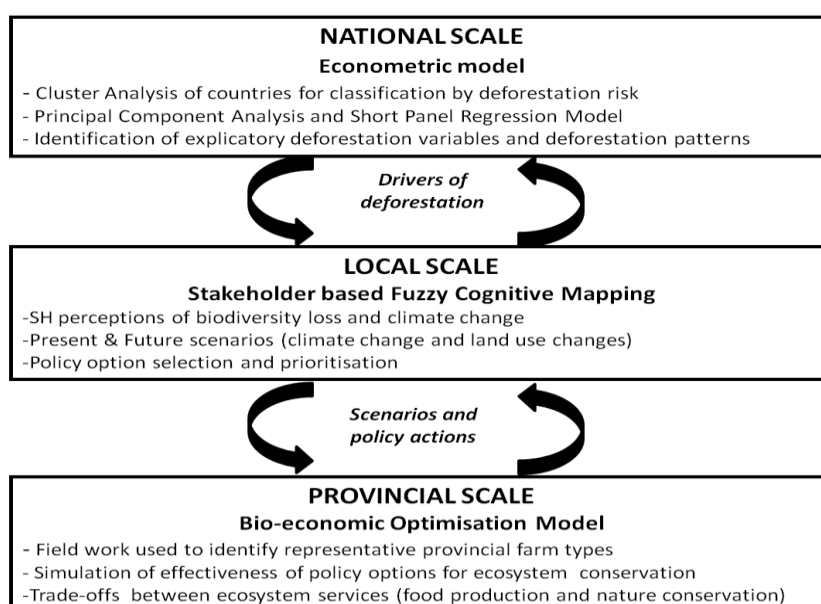 NATIONAL SCALE
Econometric model
- Cluster Analysis of countries for classification by deforestation risk
- Principal Component Analysis and Short Panel Regression Model
- Identification of explicatory deforestation variables and deforestation patterns
Drivers of
deforestation
LOCAL SCALE
Stakeholder based Fuzzy Cognitive Mapping
-SH perceptions of biodiversity loss and climate change
-Present & Future scenarios (climate change and land use changes)
-Policy option selection and prioritisation
Scenarios and
policy actions
PROVINCIAL SCALE
Bio-economic Optimisation Model
- Field work used to identify representative provincial farm types
- Simulation of effectiveness of policy options for ecosystem conservation
-Trade-offs between ecosystem services (food production and nature conservation)